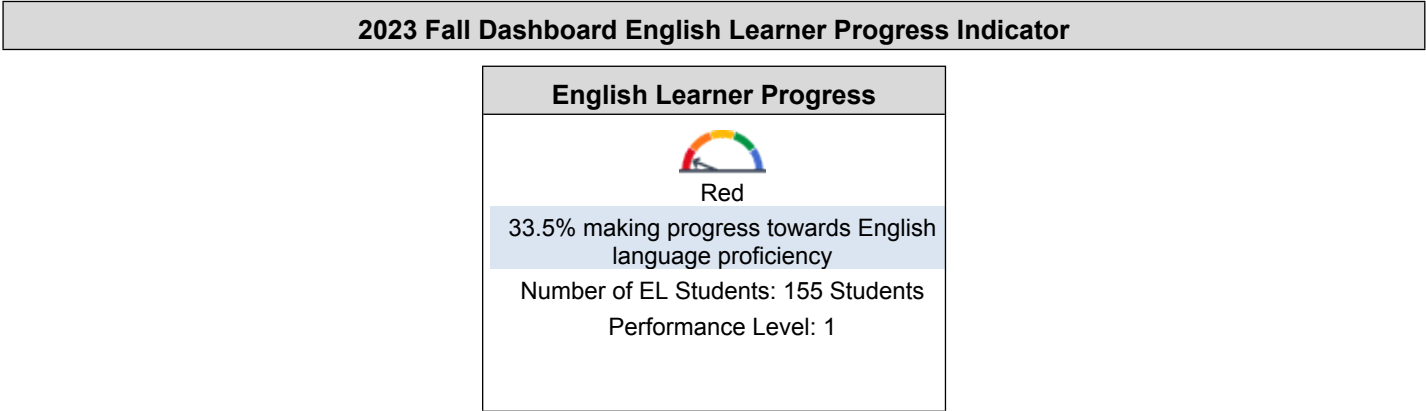 2023 Fall Dashboard English Learner Progress Indicator
English Learner Progress
Red
33.5% making progress towards English
language proficiency
Number of EL Students: 155 Students
Performance Level: 1